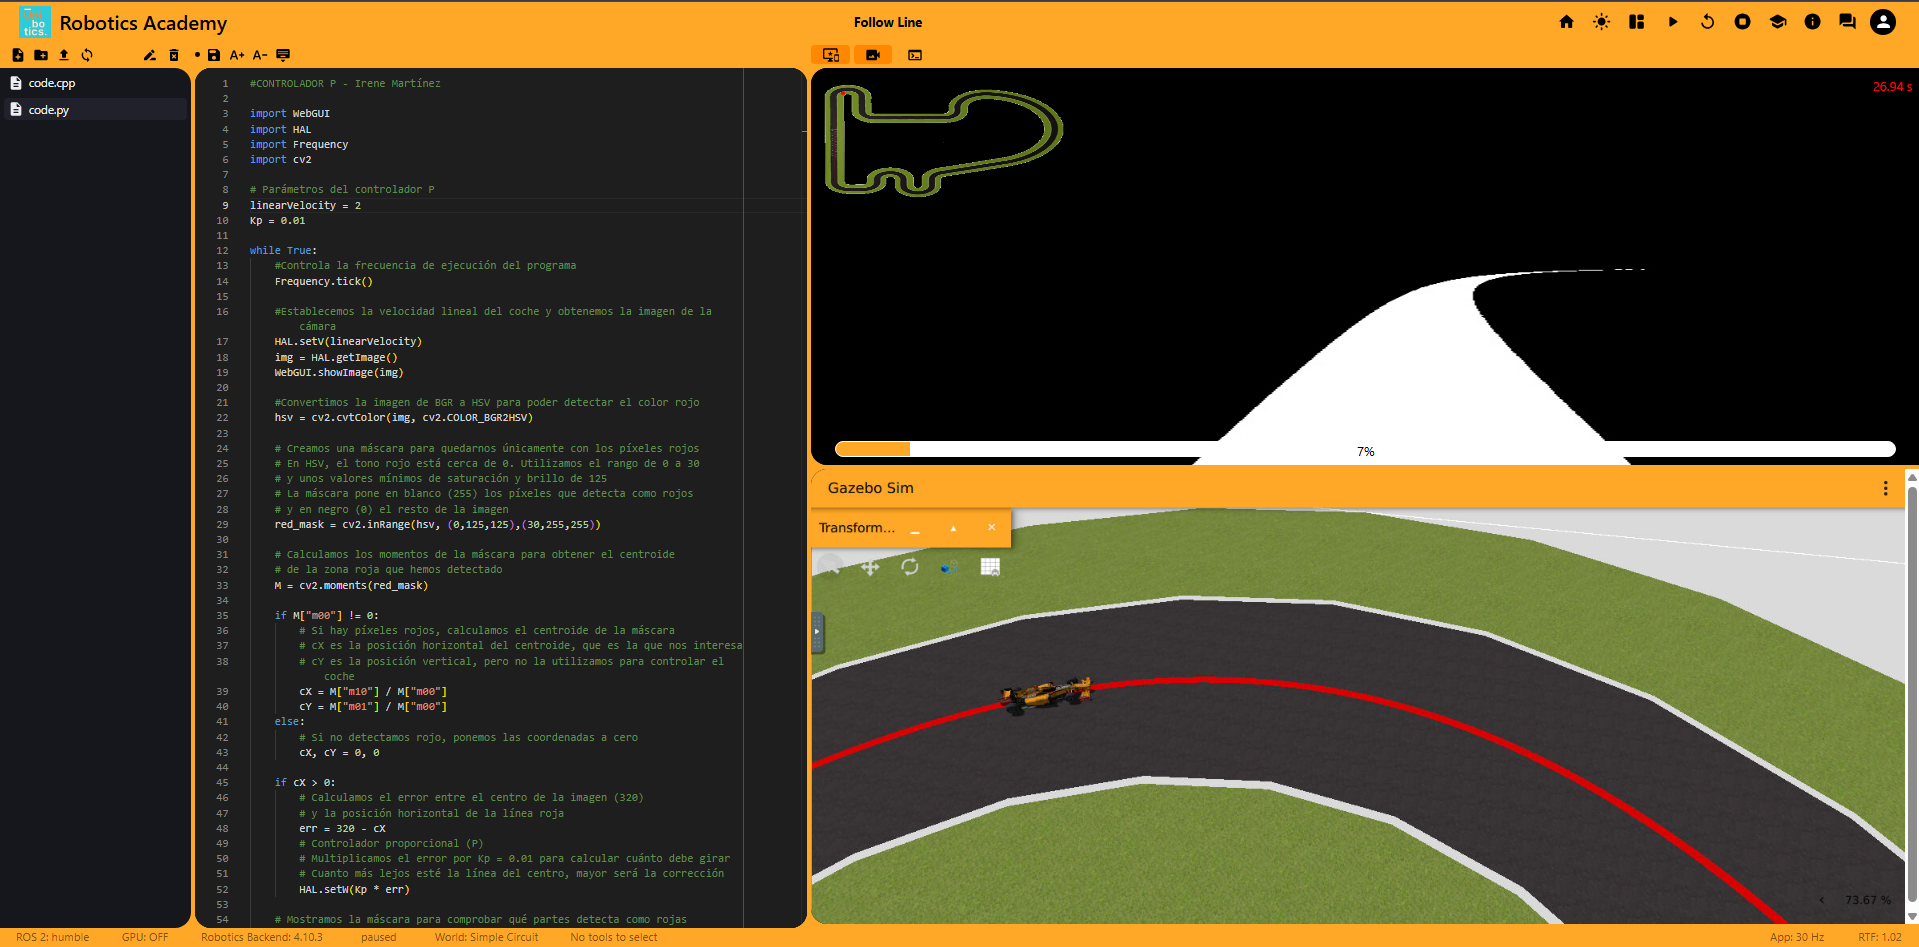 .bo
tics.
Robotics Academy
Follow Line
A+ A-
code.cpp
code.py
1 #CONTROLADOR P - Irene Martínez
2
3 import WebGUI
4 import HAL
5 import Frequency
6 import cv2
7
8 # Parámetros del controlador P
9 linearVelocity = 2
10 Kp = 0.01
11
12 while True:
13 #Controla la frecuencia de ejecución del programa
14 Frequency.tick()
15
16 #Establecemos la velocidad lineal del coche y obtenemos la imagen de la
cámara
17 HAL.setV(linearVelocity)
18 img = HAL.getImage()
19 WebGUI.showImage(img)
20
21 #Convertimos la imagen de BGR a HSV para poder detectar el color rojo
22 hsv = cv2.cvtColor(img, cv2.COLOR_BGR2HSV)
23
24 # Creamos una máscara para quedarnos únicamente con los píxeles rojos
25 # En HSV, el tono rojo está cerca de 0. Utilizamos el rango de 0 a 30
26 # y unos valores mínimos de saturación y brillo de 125
27 # La máscara pone en blanco (255) los píxeles que detecta como rojos
28 # y en negro (0) el resto de la imagen
29 red_mask = cv2.inRange(hsv, (0,125,125),(30,255,255))
30
31 # Calculamos los momentos de la máscara para obtener el centroide
32 # de la zona roja que hemos detectado
33 M = cv2.moments(red_mask)
34
35 if M["m00"] != 0:
36 # Si hay píxeles rojos, calculamos el centroide de la máscara
37 # cX es la posición horizontal del centroide, que es la que nos interesa
38 # cY es la posición vertical, pero no la utilizamos para controlar el
coche
39 cX = M["m10"] / M["m00"]
40 cY = M["m01"] / M["m00"]
41 else:
42 # Si no detectamos rojo, ponemos las coordenadas a cero
43 cX, cY = 0, 0
44
45 if cX > 0:
46 # Calculamos el error entre el centro de la imagen (320)
47 # y la posición horizontal de la línea roja
48 err = 320 - cX
49 # Controlador proporcional (P)
50 # Multiplicamos el error por Kp = 0.01 para calcular cuánto debe girar
51 # Cuanto más lejos esté la línea del centro, mayor será la corrección
52 HAL.setW(Kp * err)
53
54 # Mostramos la máscara para comprobar qué partes detecta como rojas
26.94 s
7%
Gazebo Sim
Transform...
73.67 %
ROS 2: humble
GPU: OFF
Robotics Backend: 4.10.3
paused
World: Simple Circuit
No tools to select
App: 30 Hz
RTF: 1.02